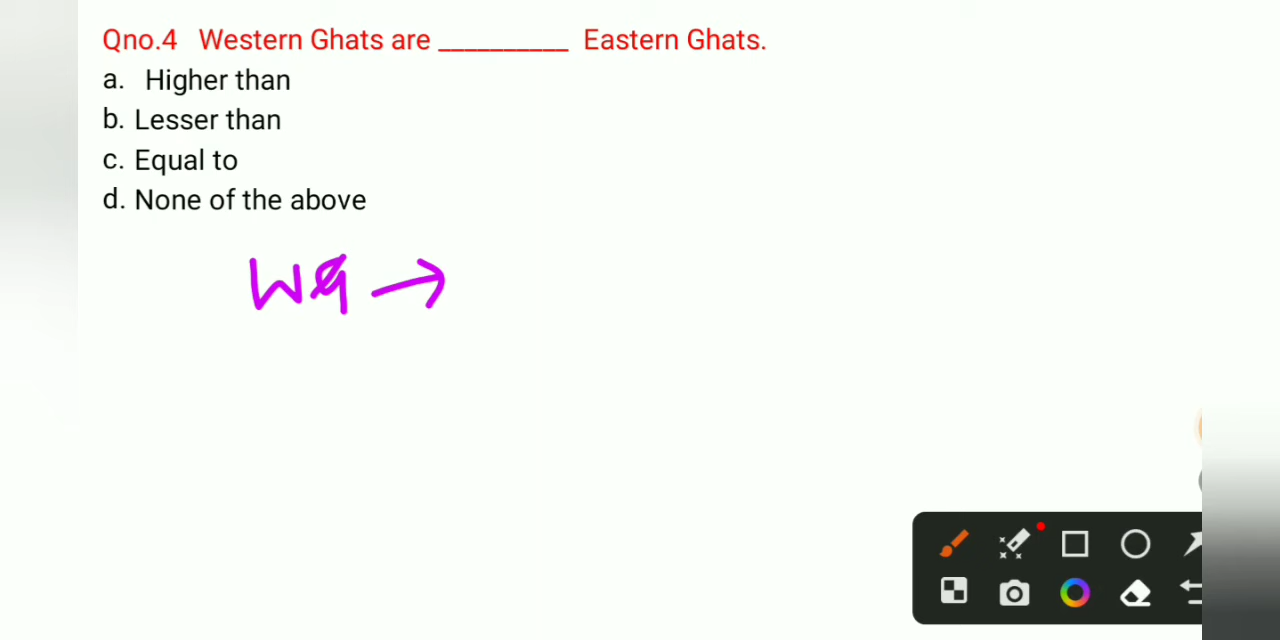 Qno.4 Western Ghats are __________ Eastern Ghats.
a. Higher than
b. Lesser than
c. Equal to
d. None of the above
WG →